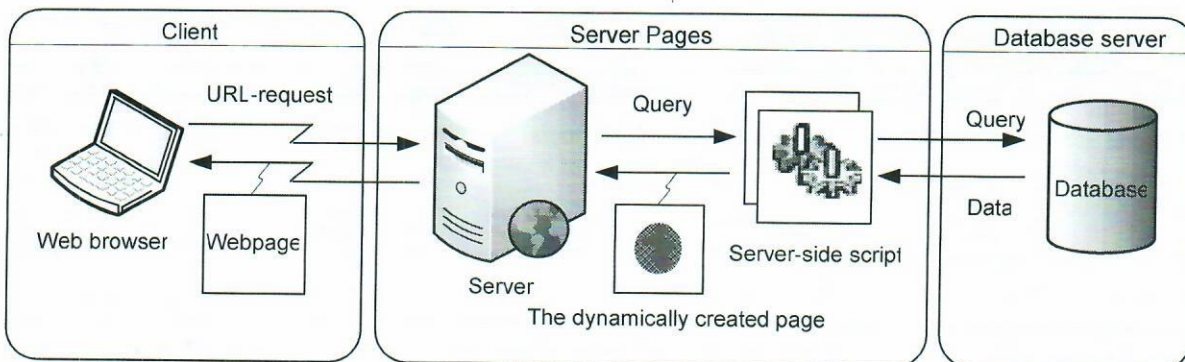 Client
Server Pages
Database server
URL-request
Query
Query
Database
Data
Web browser
Webpage
Server
Server-side script
The dynamically created page